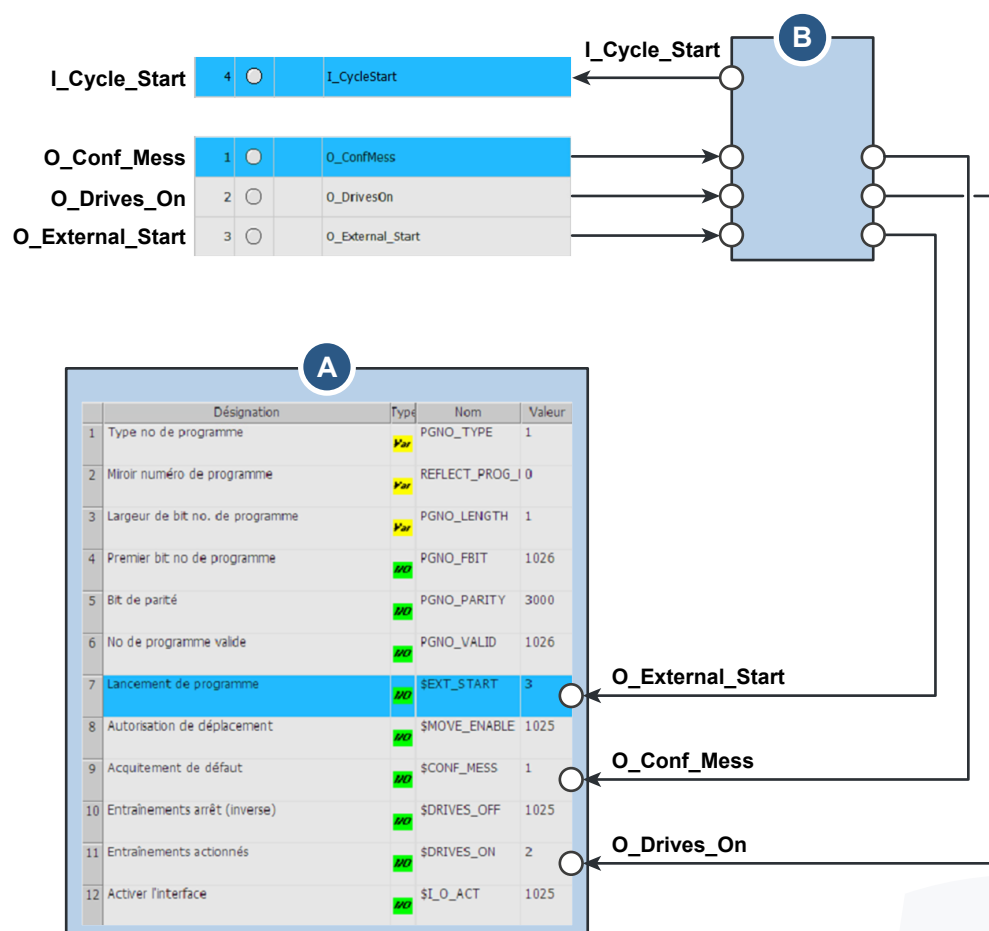 I_Cycle_Start
B
I_Cycle_Start 4 I_CycleStart
O_Conf_Mess 1 O_ConfMess
O_Drives_On 2 O_DrivesOn
O_External_Start 3 O_External_Start
A
Désignation Type Nom Valeur
1 Type no de programme Var PGNO_TYPE 1
2 Miroir numéro de programme Var REFLECT_PROG_ 0
3 Largeur de bit no. de programme Var PGNO_LENGTH 1
4 Premier bit no de programme I/O PGNO_FBIT 1026
5 Bit de parité I/O PGNO_PARITY 3000
6 No de programme valide I/O PGNO_VALID 1026
7 Lancement de programme I/O $EXT_START 3
O_External_Start
8 Autorisation de déplacement I/O $MOVE_ENABLE 1025
9 Acquitement de défaut I/O $CONF_MESS 1
O_Conf_Mess
10 Entraînements arrêt (inverse) I/O $DRIVES_OFF 1025
11 Entraînements actionnés I/O $DRIVES_ON 2
O_Drives_On
12 Activer l'interface I/O $I_O_ACT 1025